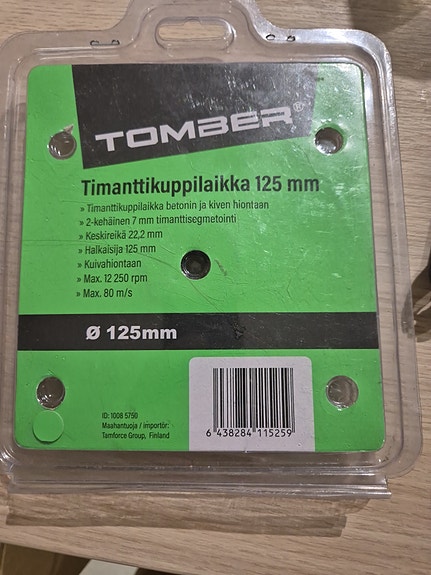 TOMBER®
Timanttikuppilaikka 125 mm
» Timanttikuppilaikka betonin ja kiven hiontaan
» 2-kehäinen 7 mm timanttisegmetointi
» Keskireikä 22,2 mm
» Halkaisija 125 mm
» Kuivahiontaan
» Max. 12 250 rpm
» Max. 80 m/s
Ø 125mm
ID: 1008 5750
Maahantuoja / importör:
Tamforce Group, Finland
6 438284 115259